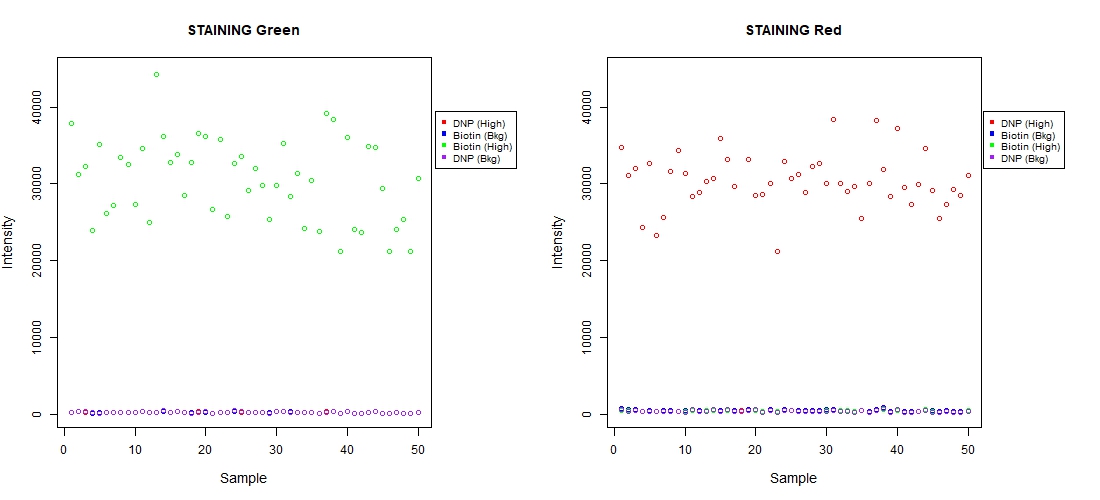 STAINING Green
Intensity
40000
30000
20000
10000
0
0 10 20 30 40 50
Sample
DNP (High)
Biotin (Bkg)
Biotin (High)
DNP (Bkg)
STAINING Red
Intensity
40000
30000
20000
10000
0
0 10 20 30 40 50
Sample
DNP (High)
Biotin (Bkg)
Biotin (High)
DNP (Bkg)